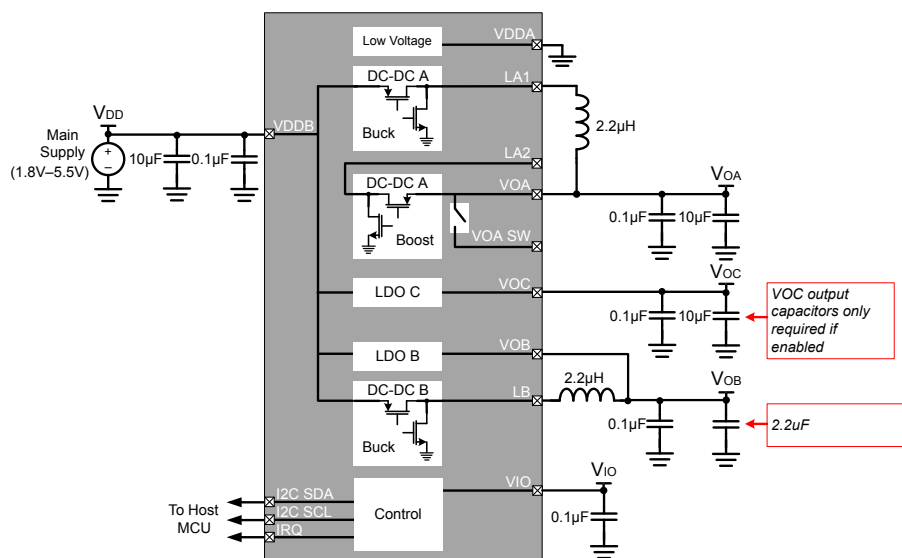 Low Voltage
VDDA
DC-DC A
LA1
Buck
2.2µH
VDD
VDDB
Main
Supply
(1.8V–5.5V)
10µF
0.1µF
LA2
DC-DC A
VOA
VOA
Boost
0.1µF
10µF
VOA SW
VOC
LDO C
VOC
0.1µF
10µF
VOC output
capacitors only
required if
enabled
LDO B
VOB
2.2µH
DC-DC B
LB
VOB
Buck
0.1µF
2.2uF
VIO
VIO
I2C SDA
I2C SCL
IRQ
Control
To Host
MCU
0.1µF